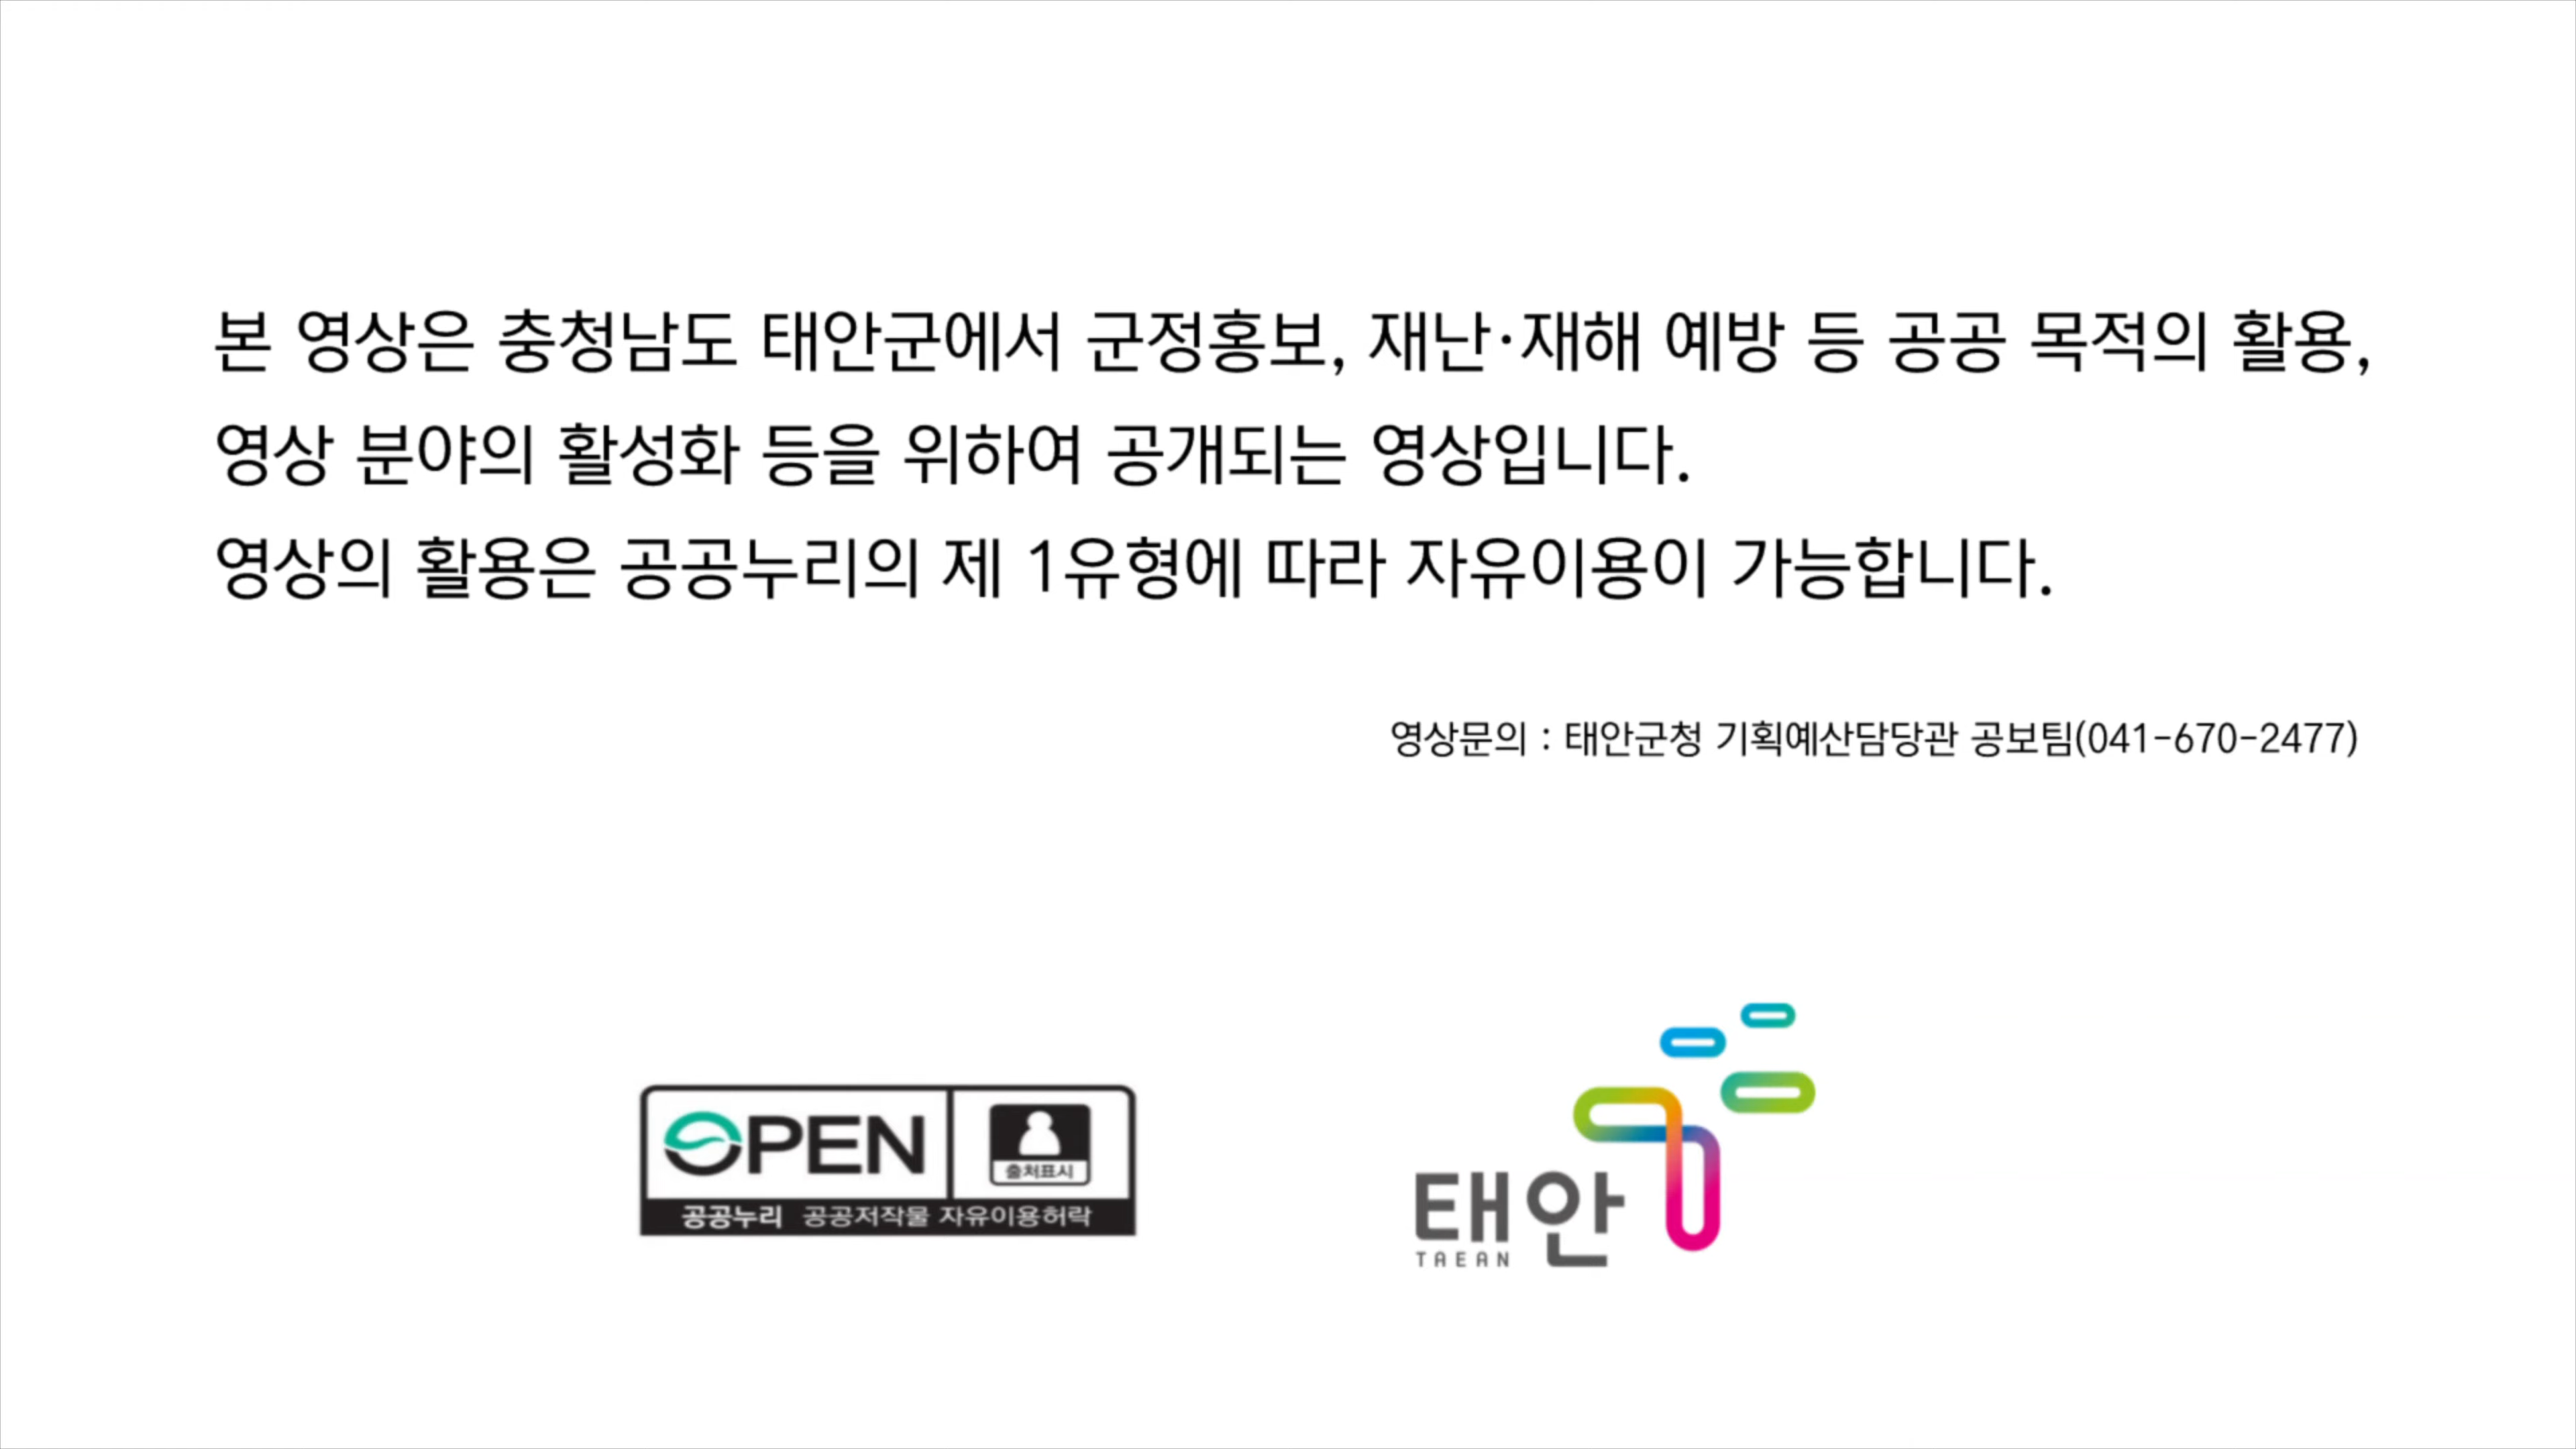 본 영상은 충청남도 태안군에서 군정홍보, 재난·재해 예방 등 공공 목적의 활용,
영상 분야의 활성화 등을 위하여 공개되는 영상입니다.
영상의 활용은 공공누리의 제 1유형에 따라 자유이용이 가능합니다.
영상문의 : 태안군청 기획예산담당관 공보팀(041-670-2477)
OPEN
출처표시
공공누리 공공저작물 자유이용허락
태안
TAEAN